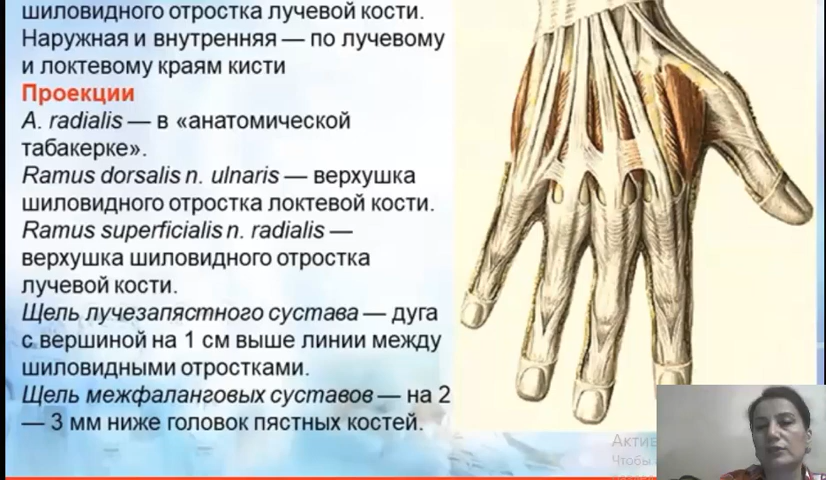 шиловидного отростка лучевой кости.
Наружная и внутренняя — по лучевому
и локтевому краям кисти
Проекции
A. radialis — в «анатомической
табакерке».
Ramus dorsalis n. ulnaris — верхушка
шиловидного отростка локтевой кости.
Ramus superficialis n. radialis —
верхушка шиловидного отростка
лучевой кости.
Щель лучезапястного сустава — дуга
с вершиной на 1 см выше линии между
шиловидными отростками.
Щель межфаланговых суставов — на 2
— 3 мм ниже головок пястных костей.
Чтобы